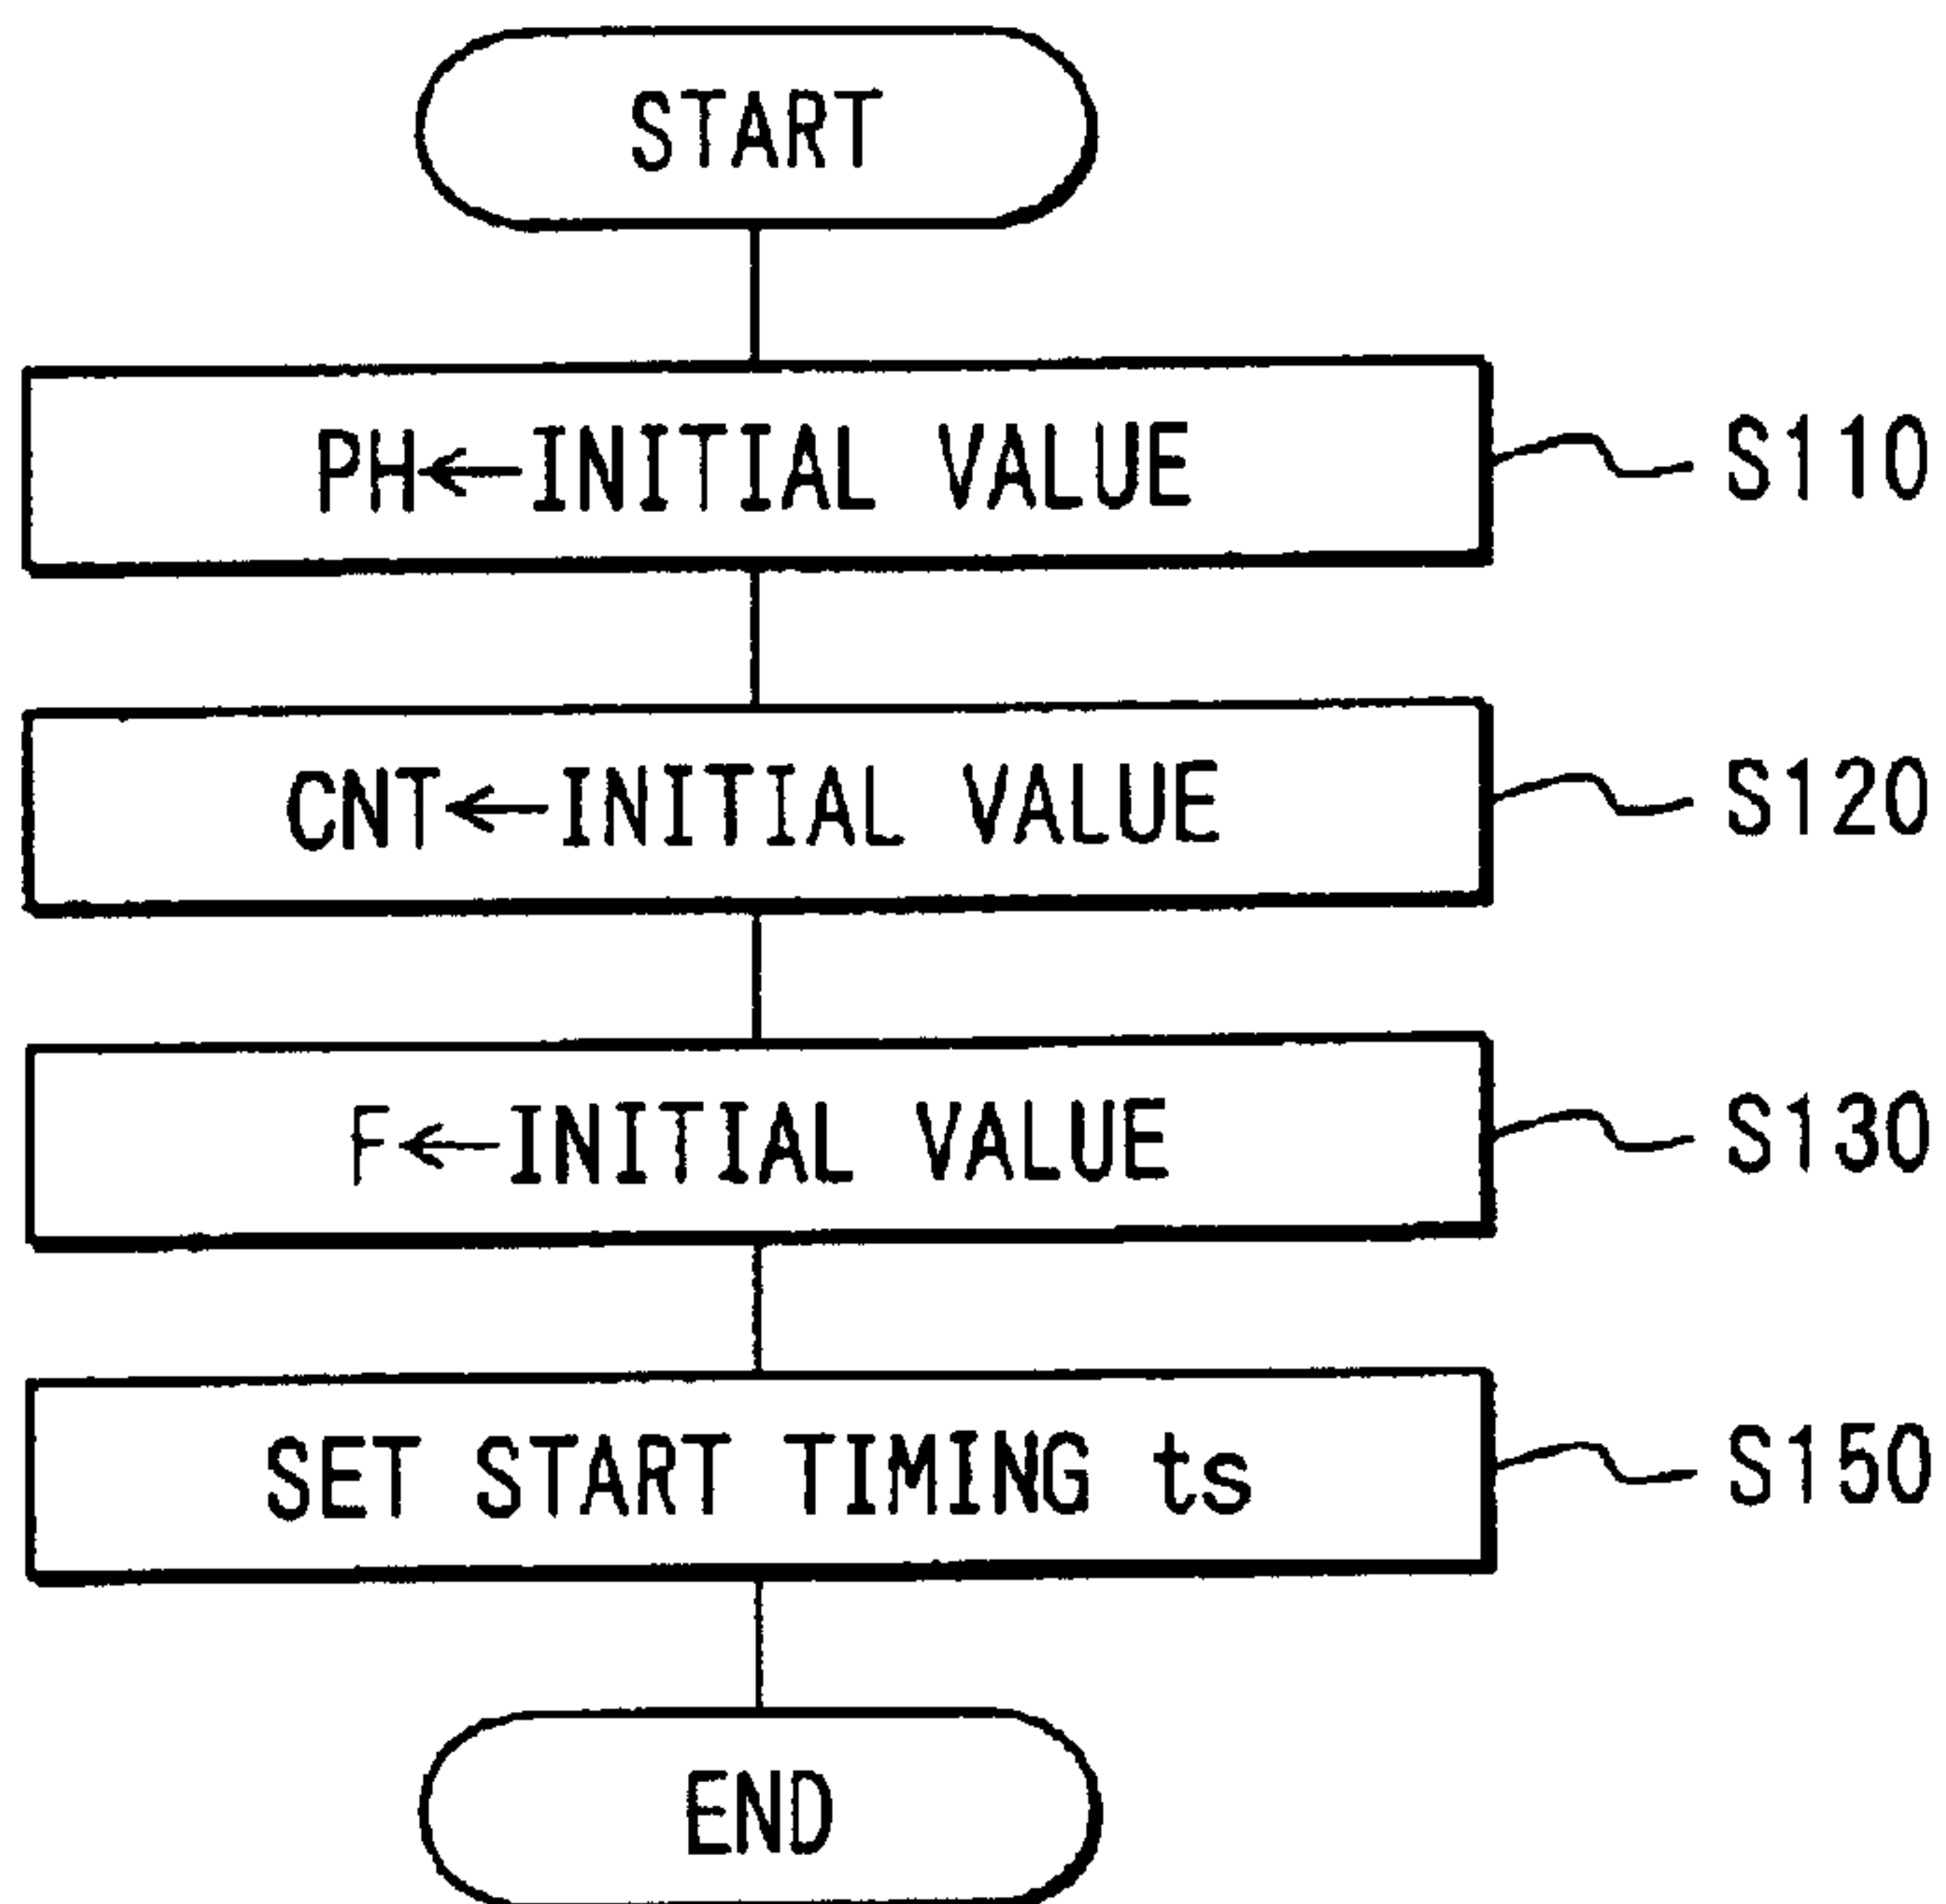 START
PH←INITIAL VALUE S110
CNT←INITIAL VALUE S120
F←INITIAL VALUE S130
SET START TIMING ts S150
END